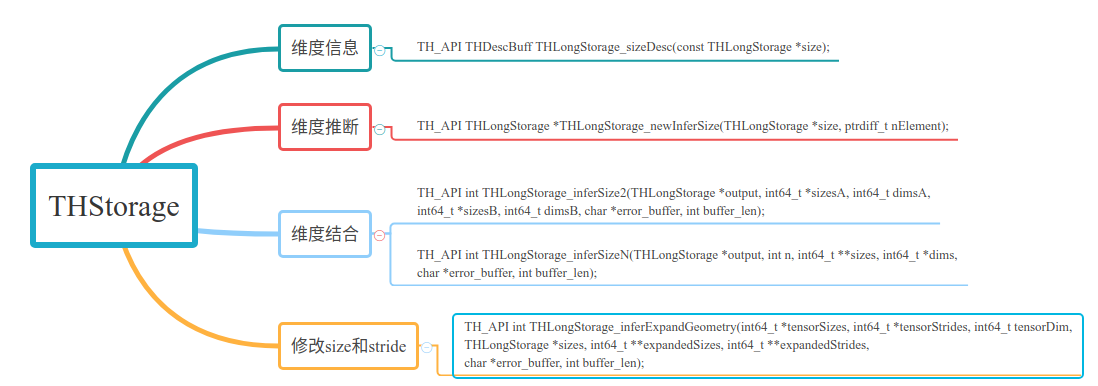 THStorage
维度信息
TH_API THDescBuff THLongStorage_sizeDesc(const THLongStorage *size);
维度推断
TH_API THLongStorage *THLongStorage_newInferSize(THLongStorage *size, ptrdiff_t nElement);
维度结合
TH_API int THLongStorage_inferSize2(THLongStorage *output, int64_t *sizesA, int64_t dimsA,
int64_t *sizesB, int64_t dimsB, char *error_buffer, int buffer_len);
TH_API int THLongStorage_inferSizeN(THLongStorage *output, int n, int64_t **sizes, int64_t *dims,
char *error_buffer, int buffer_len);
修改size和stride
TH_API int THLongStorage_inferExpandGeometry(int64_t *tensorSizes, int64_t *tensorStrides, int64_t tensorDim,
THLongStorage *sizes, int64_t **expandedSizes, int64_t **expandedStrides,
char *error_buffer, int buffer_len);